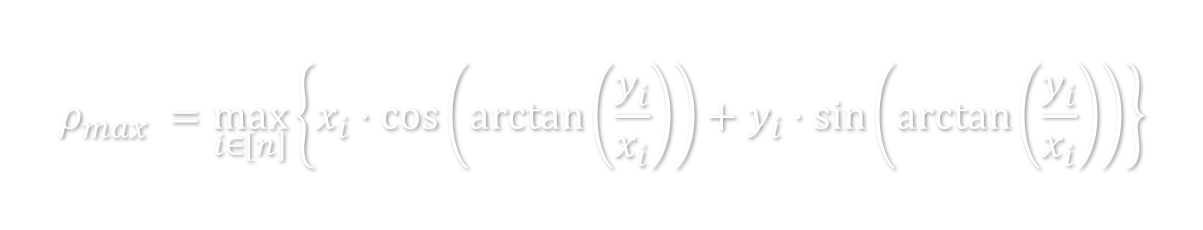 ρ_max = max_{i∈[n]} { x_i · cos( arctan( y_i / x_i ) ) + y_i · sin( arctan( y_i / x_i ) ) }